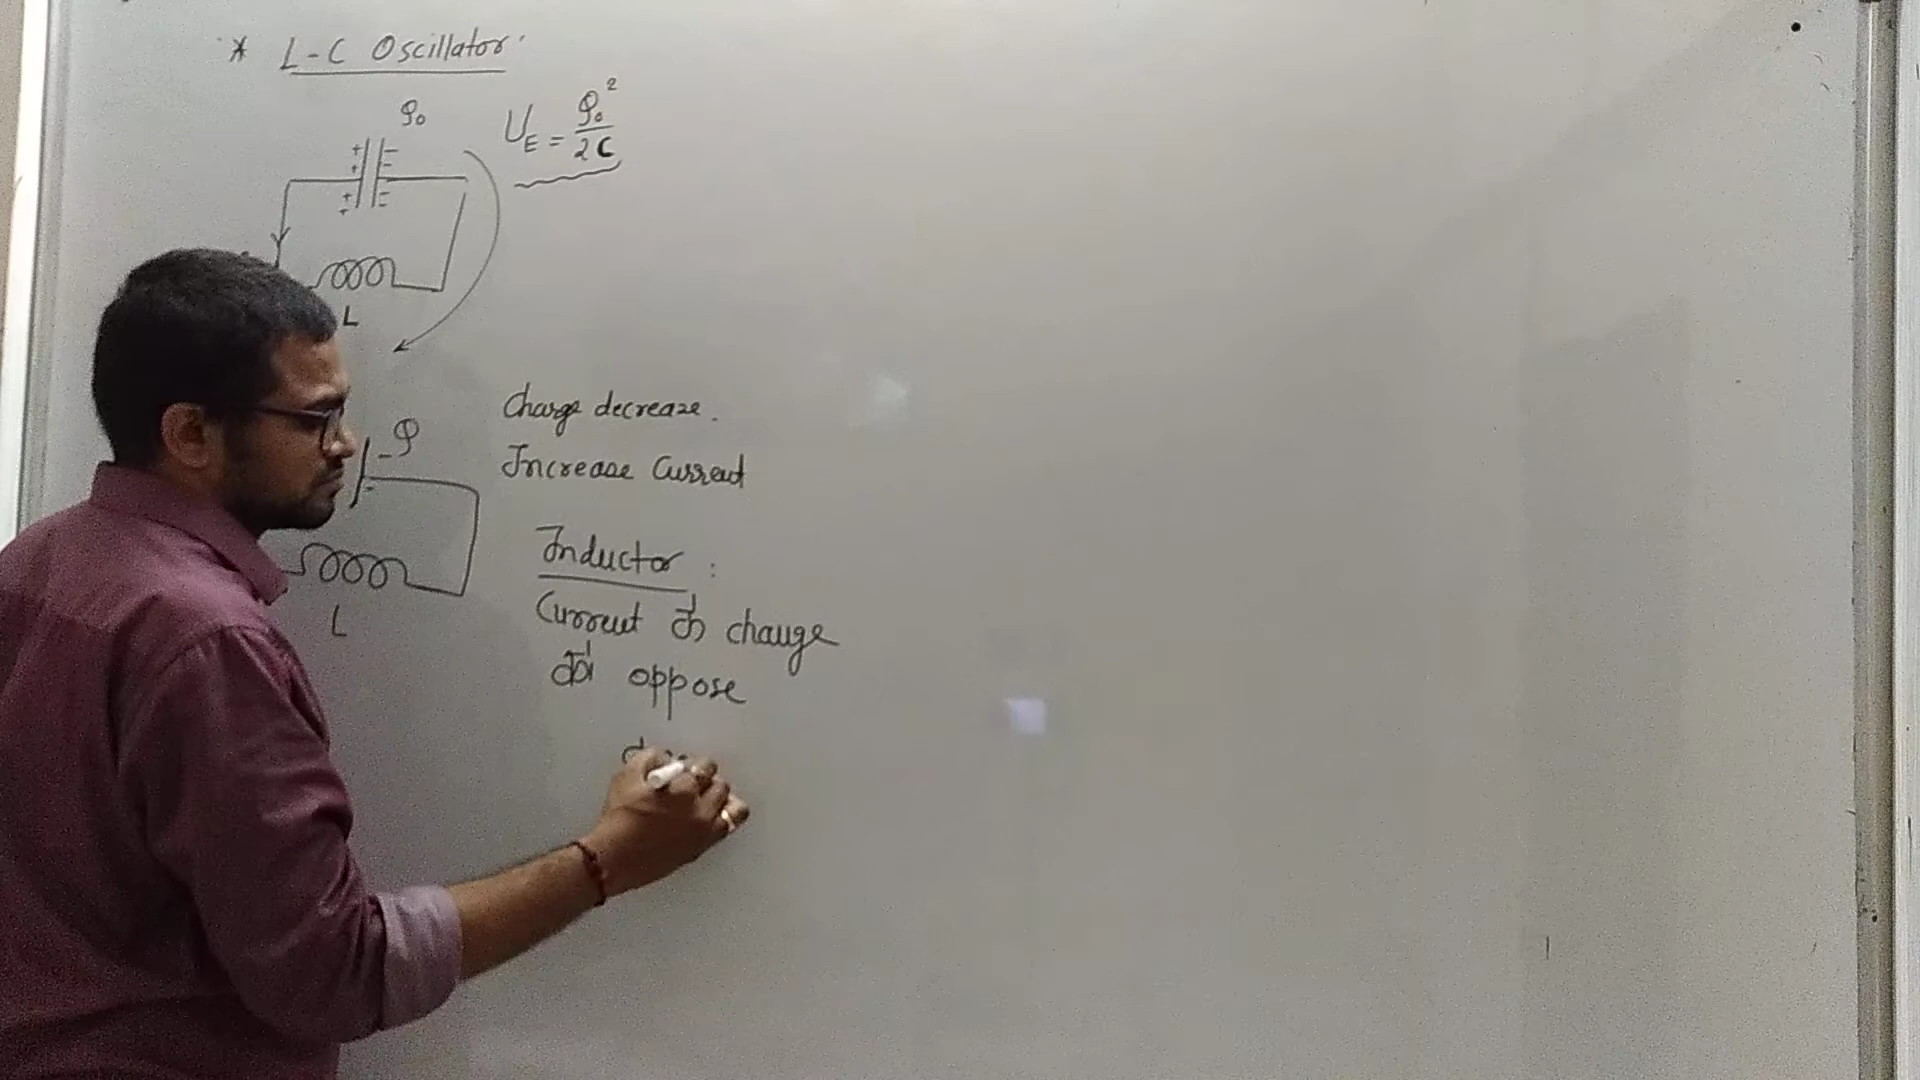 * L-C Oscillator
Q₀
U_E = Q₀²/2C
+ + + +
- - - -
L
Q
Charge decrease.
Increase Current
L
Inductor :
Current के change
को oppose